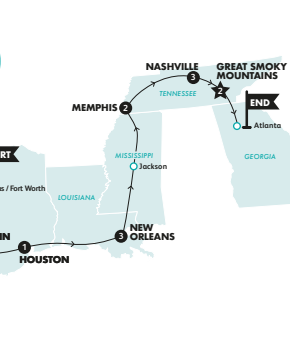 NASHVILLE
3
GREAT SMOKY
MOUNTAINS
2
TENNESSEE
END
MEMPHIS
2
Atlanta
MISSISSIPPI
GEORGIA
RT
Jackson
s / Fort Worth
LOUISIANA
NEW
ORLEANS
3
IN
1
HOUSTON